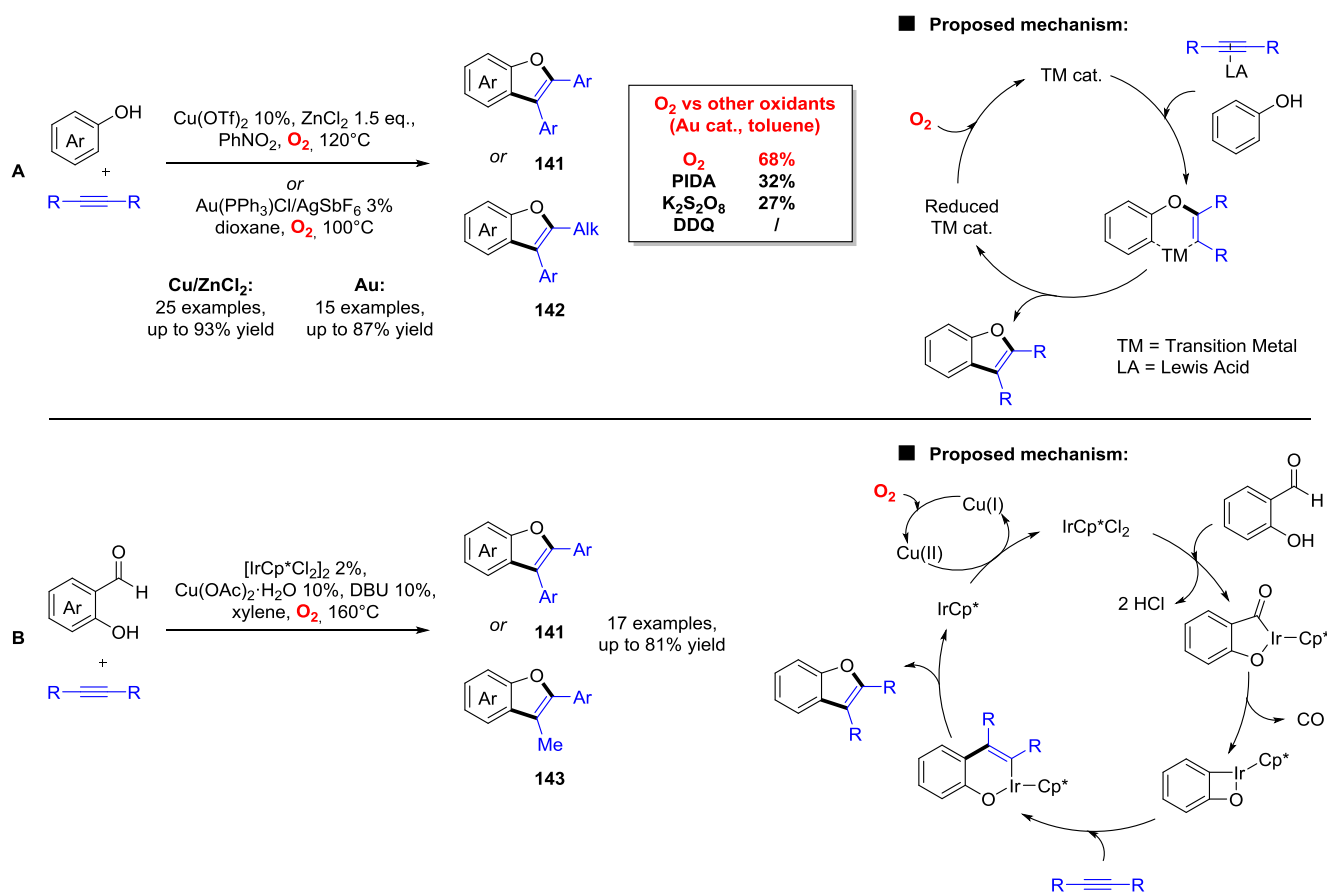 A
Ar
OH
+
R R
Cu(OTf)2 10%, ZnCl2 1.5 eq.,
PhNO2, O2, 120°C
or
Au(PPh3)Cl/AgSbF6 3%
dioxane, O2, 100°C
Cu/ZnCl2:
25 examples,
up to 93% yield
Au:
15 examples,
up to 87% yield
O
Ar Ar
Ar
or 141
O
Ar Alk
Ar
142
O2 vs other oxidants
(Au cat., toluene)
O2 68%
PIDA 32%
K2S2O8 27%
DDQ /
■ Proposed mechanism:
R R
LA
OH
TM cat.
O2
Reduced
TM cat.
O R
R
TM
O
R
R
TM = Transition Metal
LA = Lewis Acid
B
O
H
Ar
OH
+
R R
[IrCp*Cl2]2 2%,
Cu(OAc)2·H2O 10%, DBU 10%,
xylene, O2, 160°C
O
Ar Ar
Ar
or 141
O
Ar Ar
Me
143
17 examples,
up to 81% yield
■ Proposed mechanism:
O2
Cu(I)
Cu(II)
IrCp*Cl2
O
H
OH
2 HCl
O
Ir Cp*
O
CO
Cp*
Ir
O
R R
R
R
Ir Cp*
O
O
R
R
IrCp*